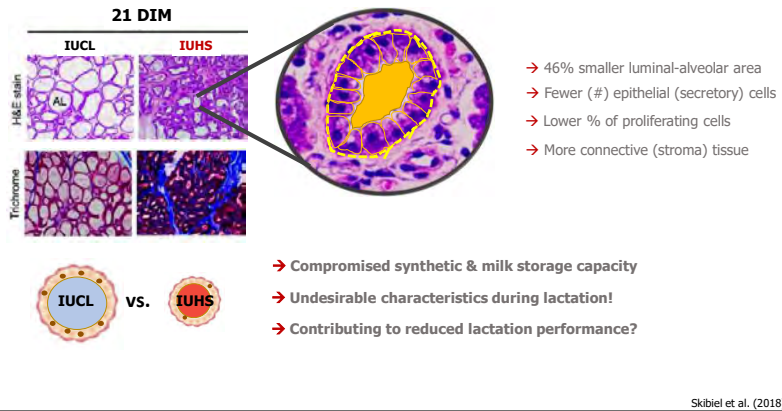 21 DIM
IUCL IUHS
H&E stain
AL
Trichrome
→ 46% smaller luminal-alveolar area
→ Fewer (#) epithelial (secretory) cells
→ Lower % of proliferating cells
→ More connective (stroma) tissue
IUCL vs. IUHS
→ Compromised synthetic & milk storage capacity
→ Undesirable characteristics during lactation!
→ Contributing to reduced lactation performance?
Skibiel et al. (2018